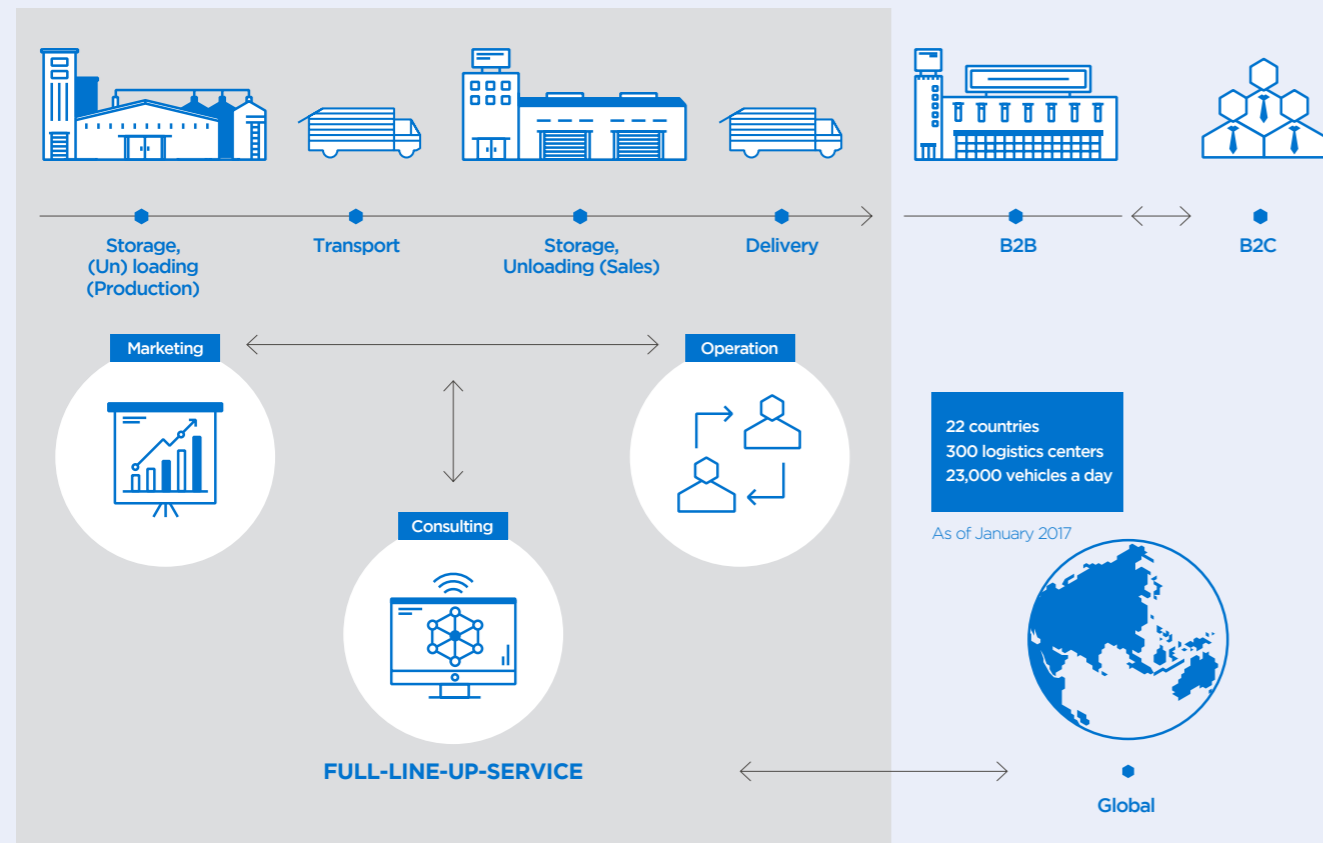 Storage,
(Un) loading
(Production)
Transport
Storage,
Unloading (Sales)
Delivery
B2B
B2C
Marketing
Operation
22 countries
300 logistics centers
23,000 vehicles a day
As of January 2017
Consulting
FULL-LINE-UP-SERVICE
Global